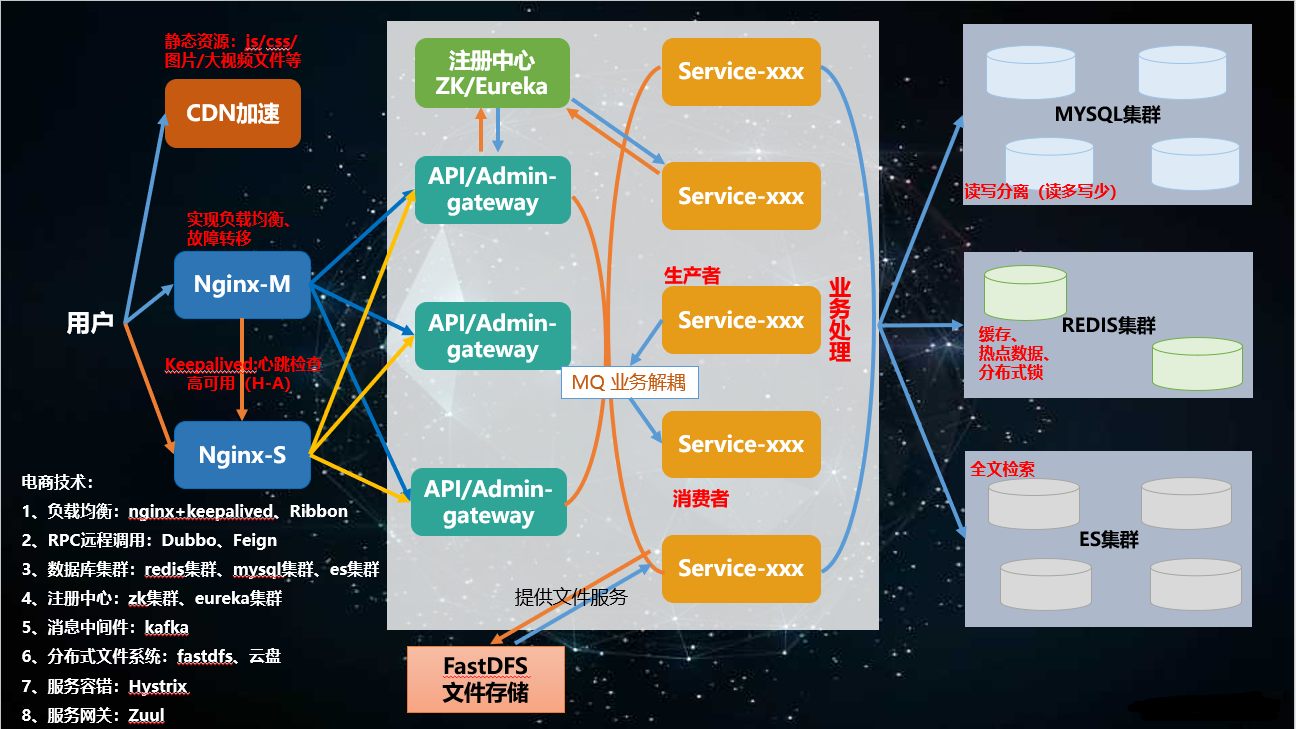 静态资源：js/css/
图片/大视频文件等
CDN加速
实现负载均衡、
故障转移
Nginx-M
用户
Keepalived:心跳检查
高可用（H-A）
Nginx-S
注册中心
ZK/Eureka
API/Admin-
gateway
API/Admin-
gateway
API/Admin-
gateway
Service-xxx
Service-xxx
生产者
Service-xxx
MQ 业务解耦
Service-xxx
消费者
Service-xxx
业务处理
提供文件服务
FastDFS
文件存储
MYSQL集群
读写分离（读多写少）
REDIS集群
缓存、
热点数据、
分布式锁
全文检索
ES集群
电商技术：
1、负载均衡：nginx+keepalived、Ribbon
2、RPC远程调用：Dubbo、Feign
3、数据库集群：redis集群、mysql集群、es集群
4、注册中心：zk集群、eureka集群
5、消息中间件：kafka
6、分布式文件系统：fastdfs、云盘
7、服务容错：Hystrix
8、服务网关：Zuul